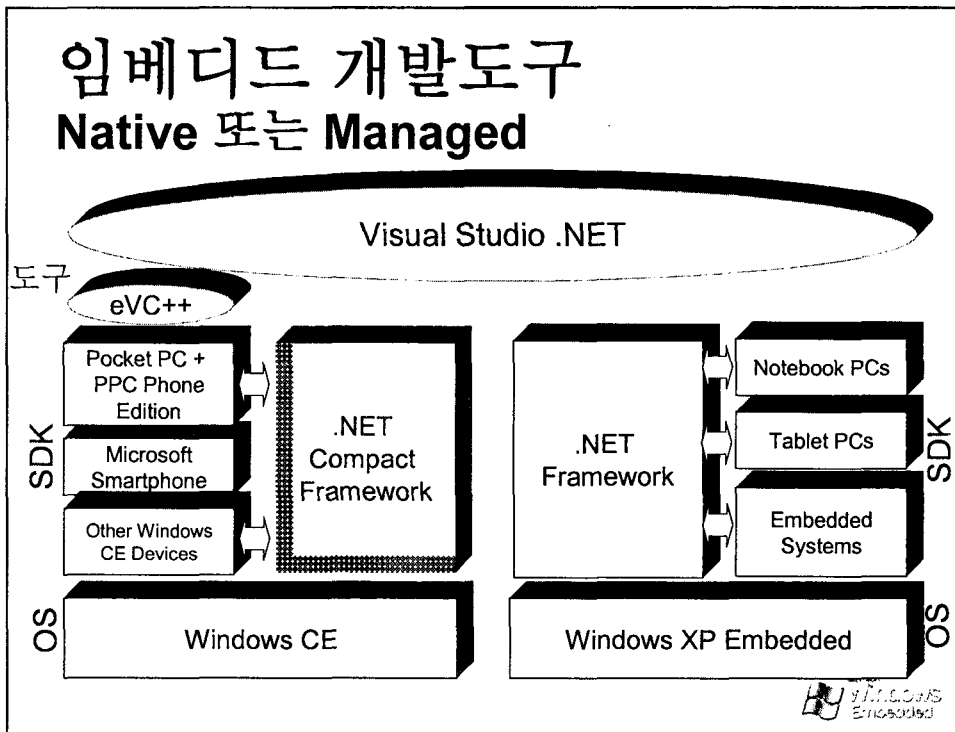 임베디드 개발도구
Native 또는 Managed
Visual Studio .NET
도구
eVC++
Pocket PC +
PPC Phone
Edition
Microsoft
Smartphone
Other Windows
CE Devices
SDK
.NET
Compact
Framework
.NET
Framework
Notebook PCs
Tablet PCs
Embedded
Systems
SDK
OS
Windows CE
Windows XP Embedded
OS
Windows
Embedded